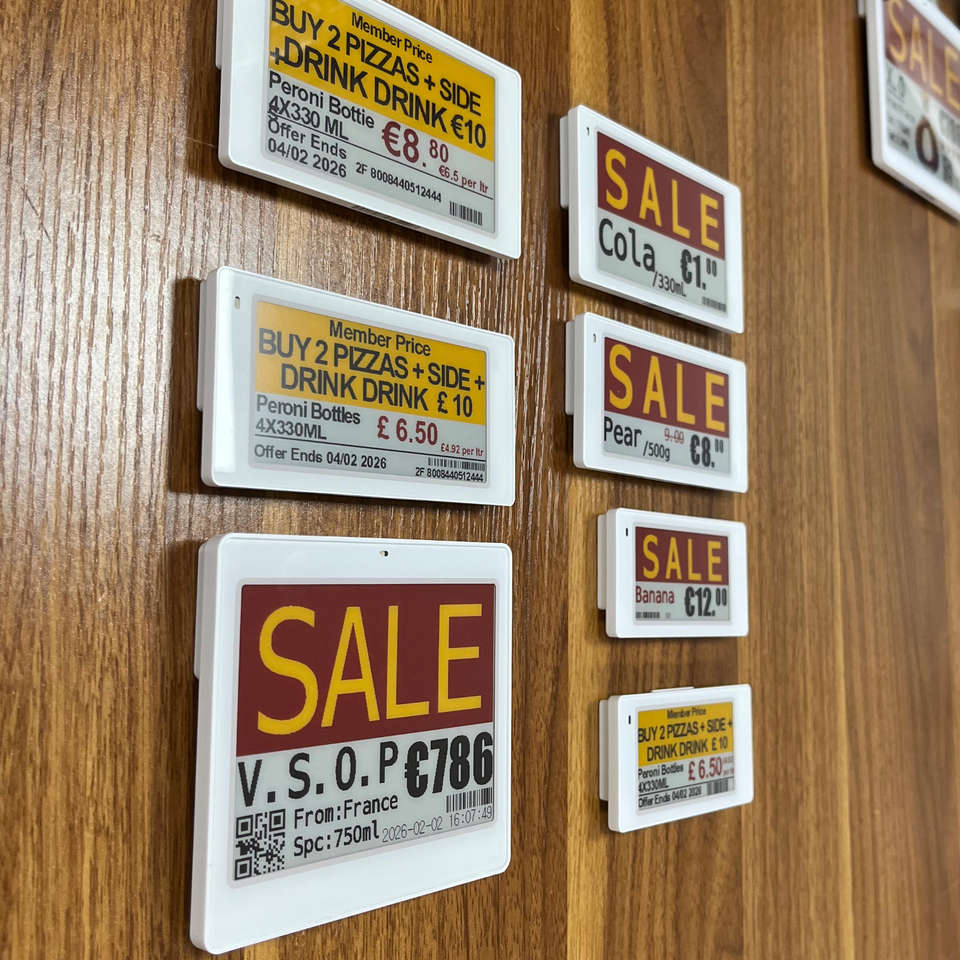 Member Price
BUY 2 PIZZAS + SIDE
+DRINK DRINK €10
Peroni Bottle
4X330 ML
€8.80
€6.5 per ltr
Offer Ends
04/02 2026
2F 8008440512444
Member Price
BUY 2 PIZZAS + SIDE +
DRINK DRINK £ 10
Peroni Bottles
4X330ML
£ 6.50
£4.92 per ltr
Offer Ends 04/02 2026
2F 8008440512444
SALE
V.S.O.P €786
From:France
Spc:750ml
2026-02-02 16:07:49
SALE
Cola
/330mL
€1.
SALE
Pear /500g
9.00
€8.
SALE
Banana
€12.
Member Price
BUY 2 PIZZAS + SIDE +
DRINK DRINK £ 10
Peroni Bottles
4X330ML
£ 6.50
Offer Ends 04/02 2026
SALE